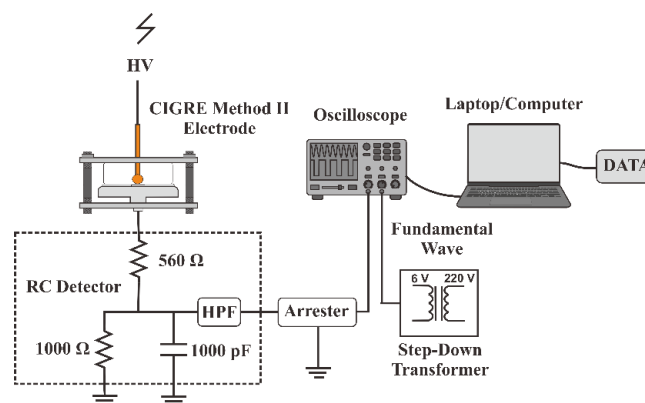 HV
CIGRE Method II
Electrode
Oscilloscope
Laptop/Computer
DATA
Fundamental
Wave
560 Ω
6 V
220 V
RC Detector
HPF
Arrester
1000 Ω
1000 pF
Step-Down
Transformer